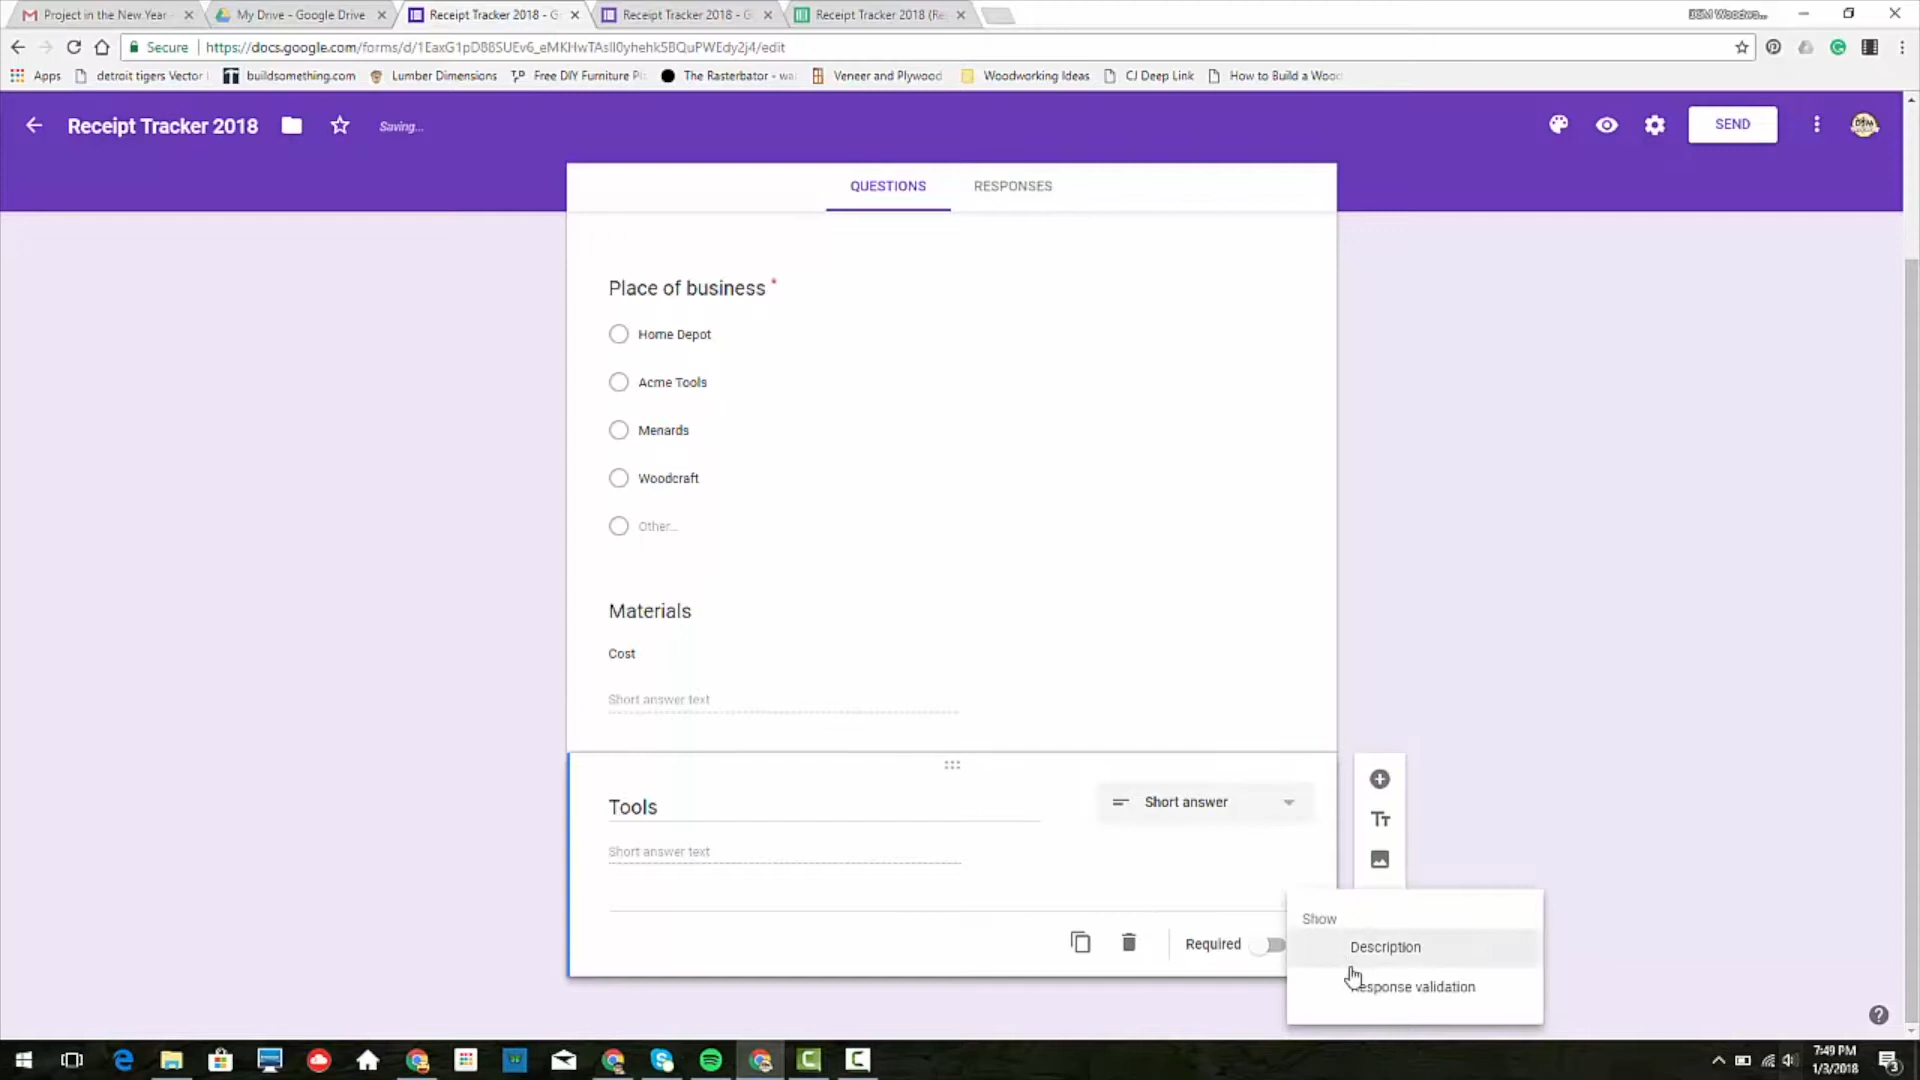 Project in the New Year
My Drive - Google Drive
Receipt Tracker 2018 - G
Receipt Tracker 2018 - G
Receipt Tracker 2018 (Re
Secure
https://docs.google.com/forms/d/1EaxG1pD88SUEv6_eMKHwTAsII0yhehk5BQuPWEdy2j4/edit
Apps
detroit tigers Vector
buildsomething.com
Lumber Dimensions
Free DIY Furniture Pl
The Rasterbator - wa
Veneer and Plywood
Woodworking Ideas
CJ Deep Link
How to Build a Wood
Receipt Tracker 2018
Saving...
SEND
QUESTIONS
RESPONSES
Place of business *
Home Depot
Acme Tools
Menards
Woodcraft
Other...
Materials
Cost
Short answer text
Tools
Short answer
Short answer text
Show
Required
Description
Response validation
7:49 PM
1/3/2018
3